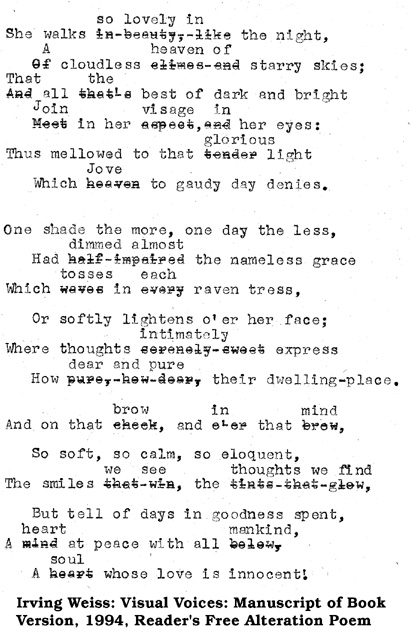 so lovely in
She walks in beauty, like the night,
A heaven of
Of cloudless climes and starry skies;
That the
And all that's best of dark and bright
Join visage in
Meet in her aspect, and her eyes:
glorious
Thus mellowed to that tender light
Jove
Which heaven to gaudy day denies.
One shade the more, one day the less,
dimmed almost
Had half-impaired the nameless grace
tosses each
Which waves in every raven tress,
Or softly lightens o'er her face;
intimately
Where thoughts serenely sweet express
dear and pure
How pure, how dear, their dwelling-place.
brow in mind
And on that cheek, and o'er that brow,
So soft, so calm, so eloquent,
we see thoughts we find
The smiles that win, the tints that glow,
But tell of days in goodness spent,
heart mankind,
A mind at peace with all below,
soul
A heart whose love is innocent!
Irving Weiss: Visual Voices: Manuscript of Book
Version, 1994, Reader's Free Alteration Poem